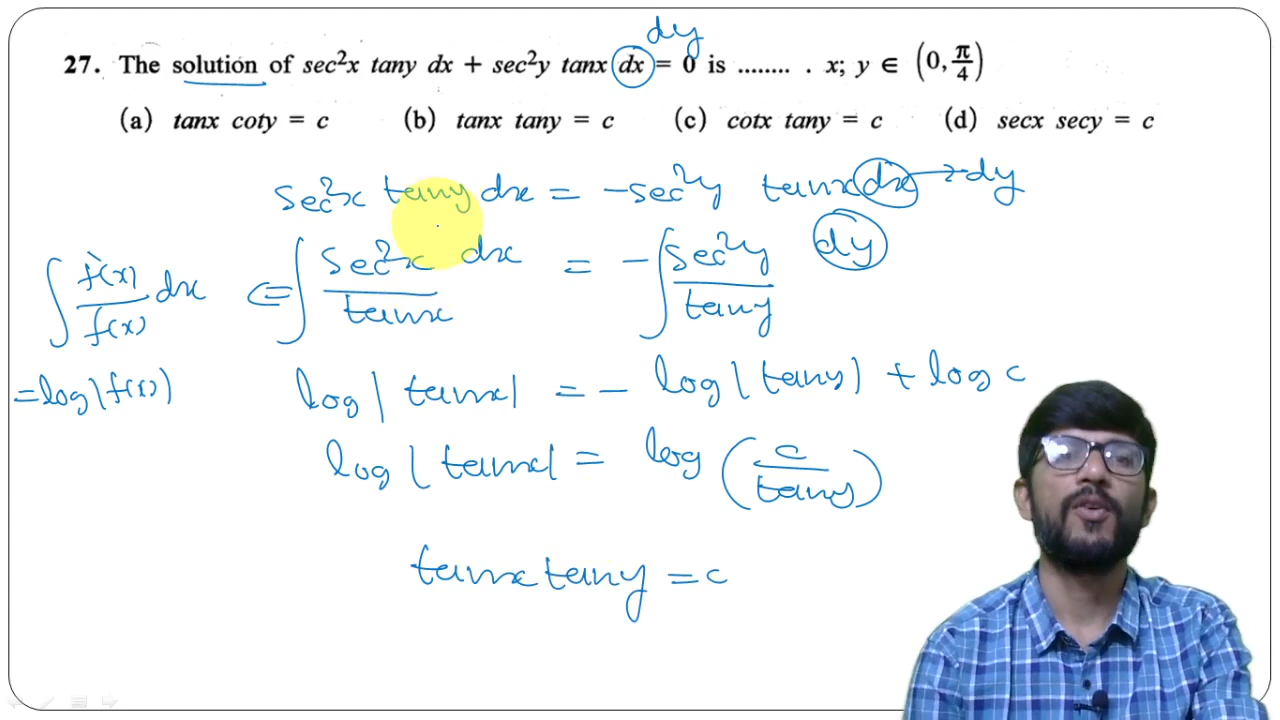 dy
27. The solution of sec²x tany dx + sec²y tanx dx = 0 is ........ . x; y ∈ (0, π/4)
(a) tanx coty = c (b) tanx tany = c (c) cotx tany = c (d) secx secy = c
sec²x tany dx = -sec²y tanx dx → dy
∫ f'(x)/f(x) dx ⇐ ∫ sec²x/tanx dx = -∫ sec²y/tany dy
= log|f(x)| log|tanx| = - log|tany| + log c
log|tanx| = log (c/tany)
tanx tany = c